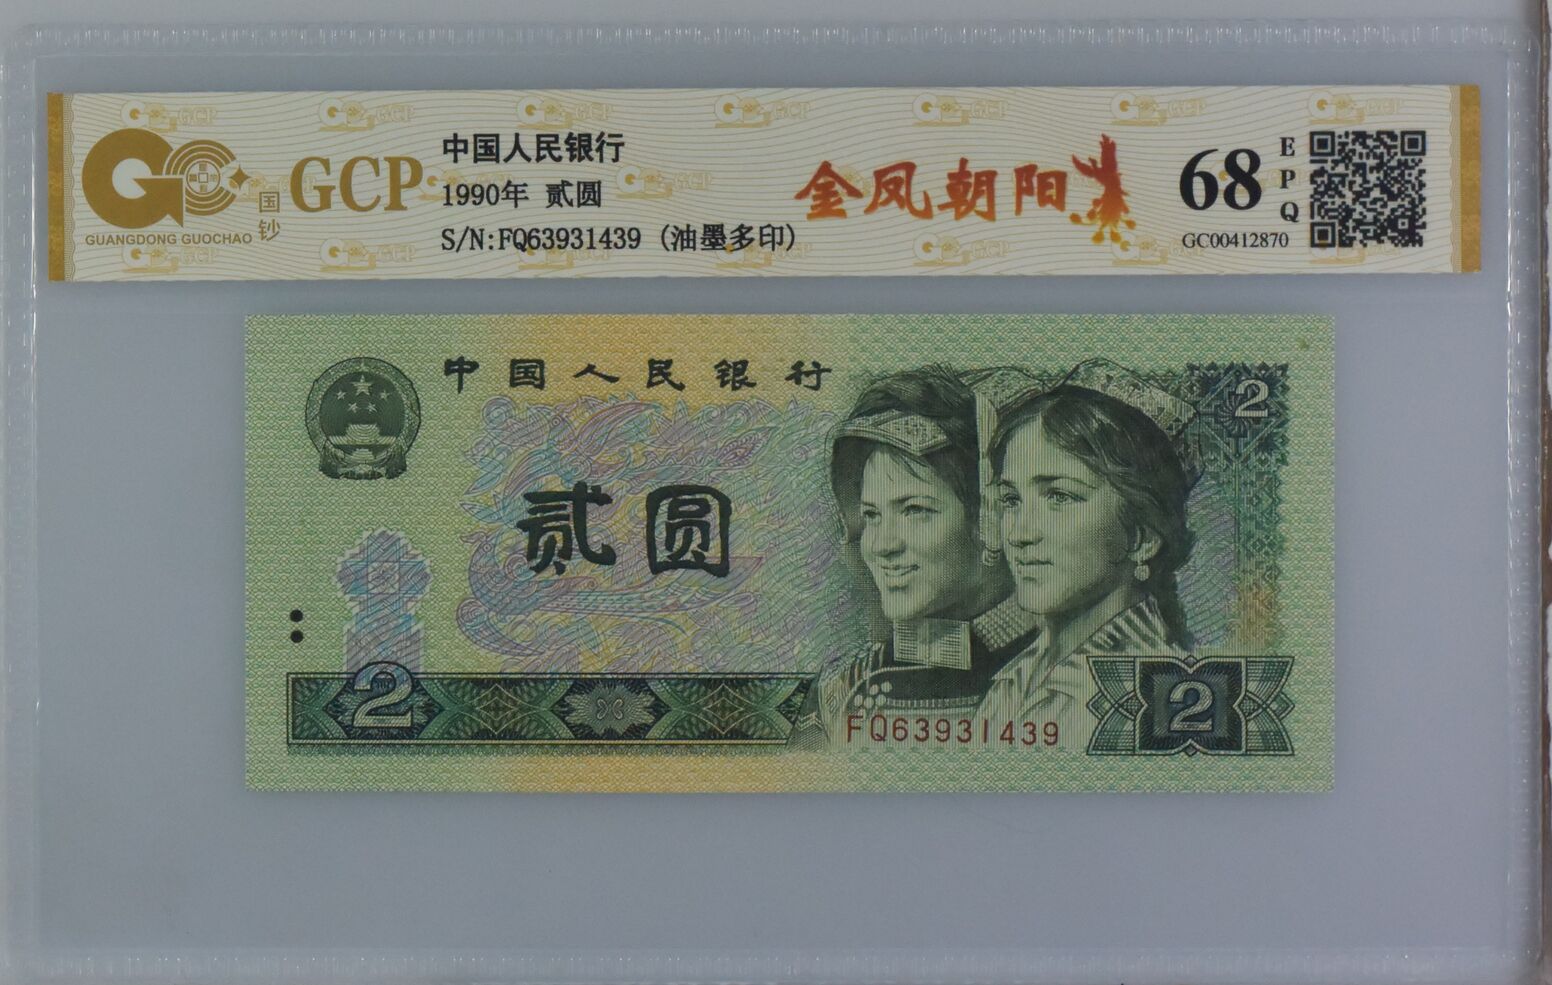 GCP
GUANGDONG GUOCHAO
国钞
中国人民银行
1990年 贰圆
S/N:FQ63931439 (油墨多印)
金凤朝阳
68
EPQ
GC00412870
中国人民银行
2
贰圆
2
FQ63931439
2